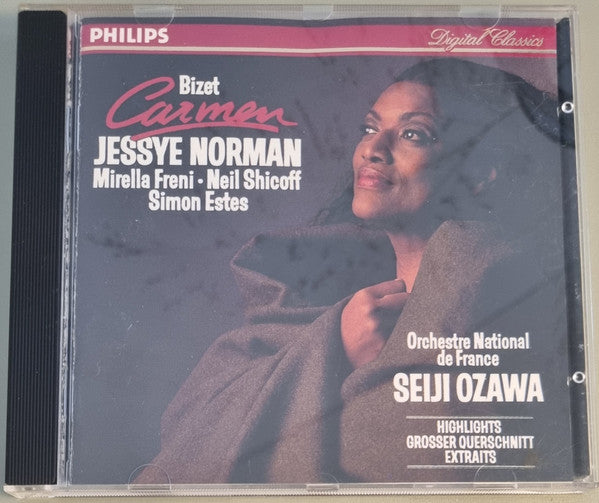 PHILIPS
Digital Classics
Bizet
Carmen
JESSYE NORMAN
Mirella Freni • Neil Shicoff
Simon Estes
Orchestre National
de France
SEIJI OZAWA
HIGHLIGHTS
GROSSER QUERSCHNITT
EXTRAITS